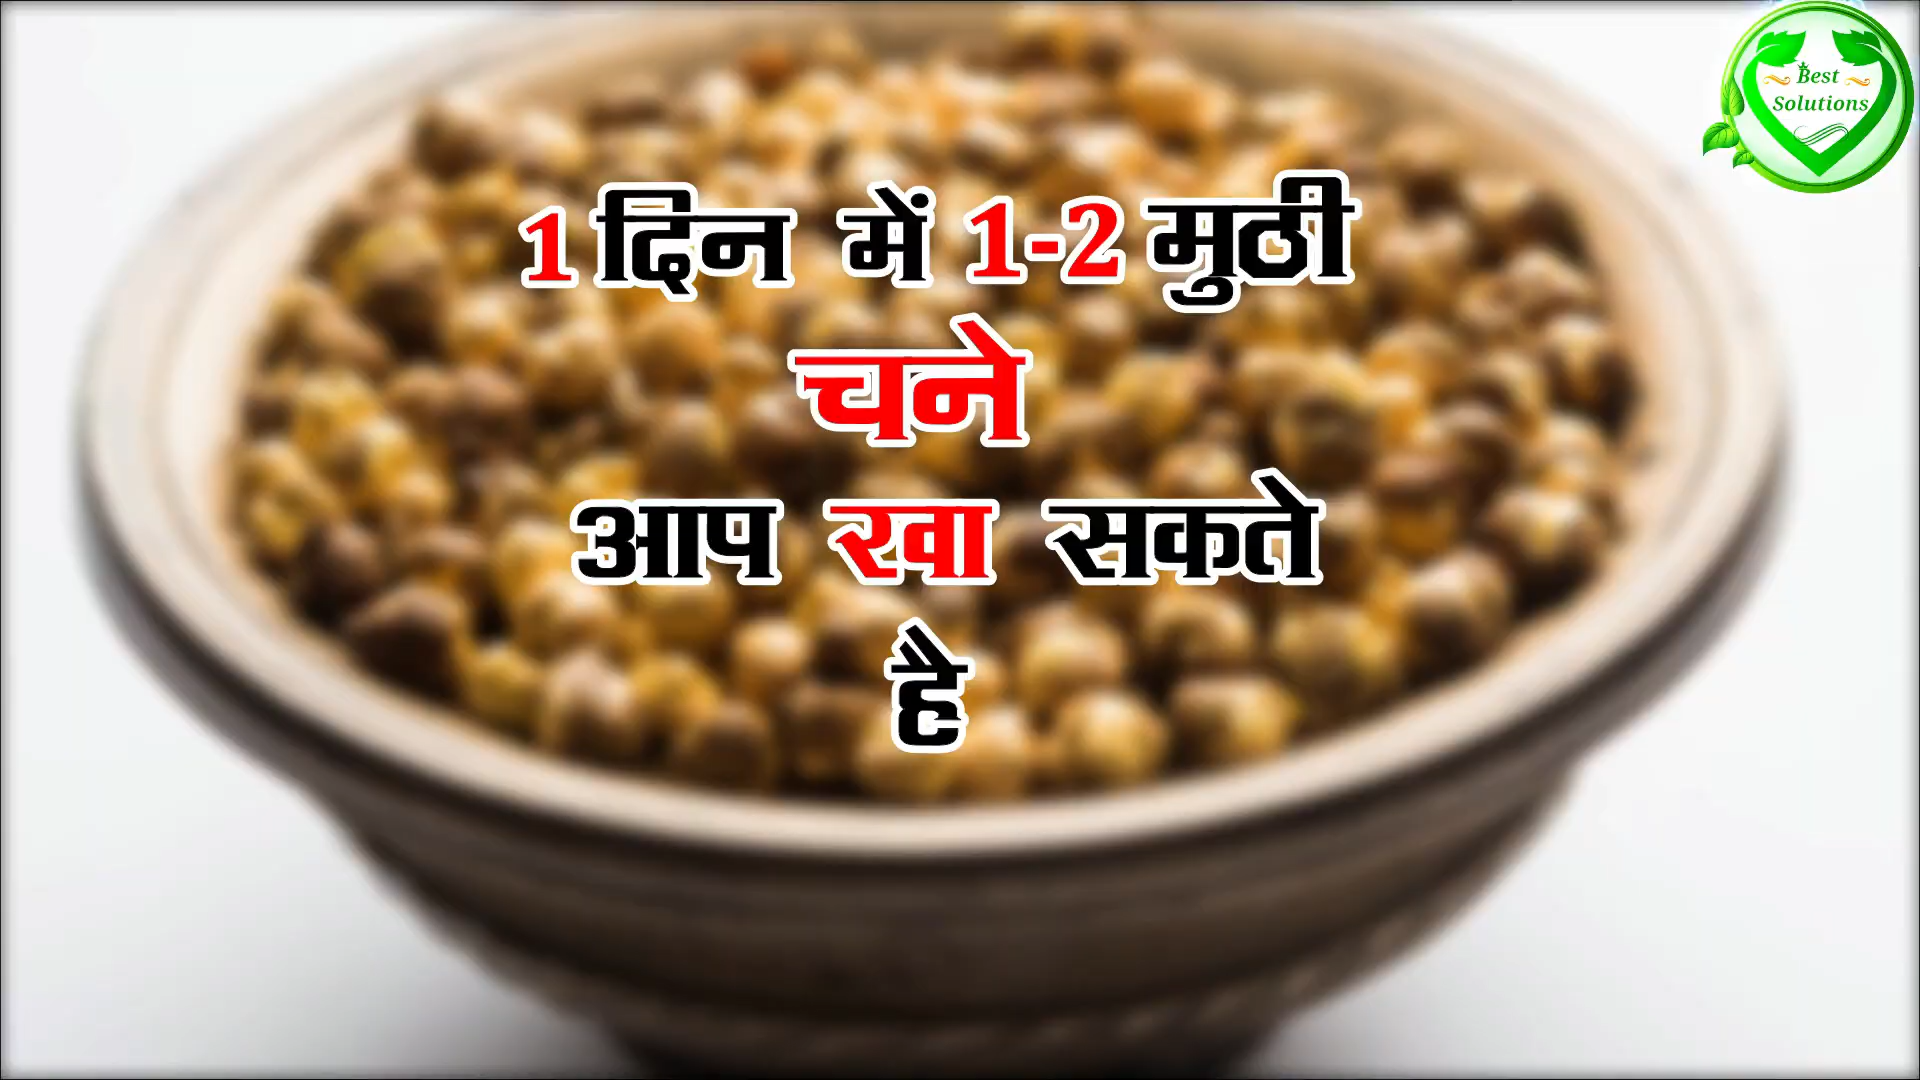 Best
Solutions
1 दिन में 1-2 मुठी
चने
आप खा सकते
है